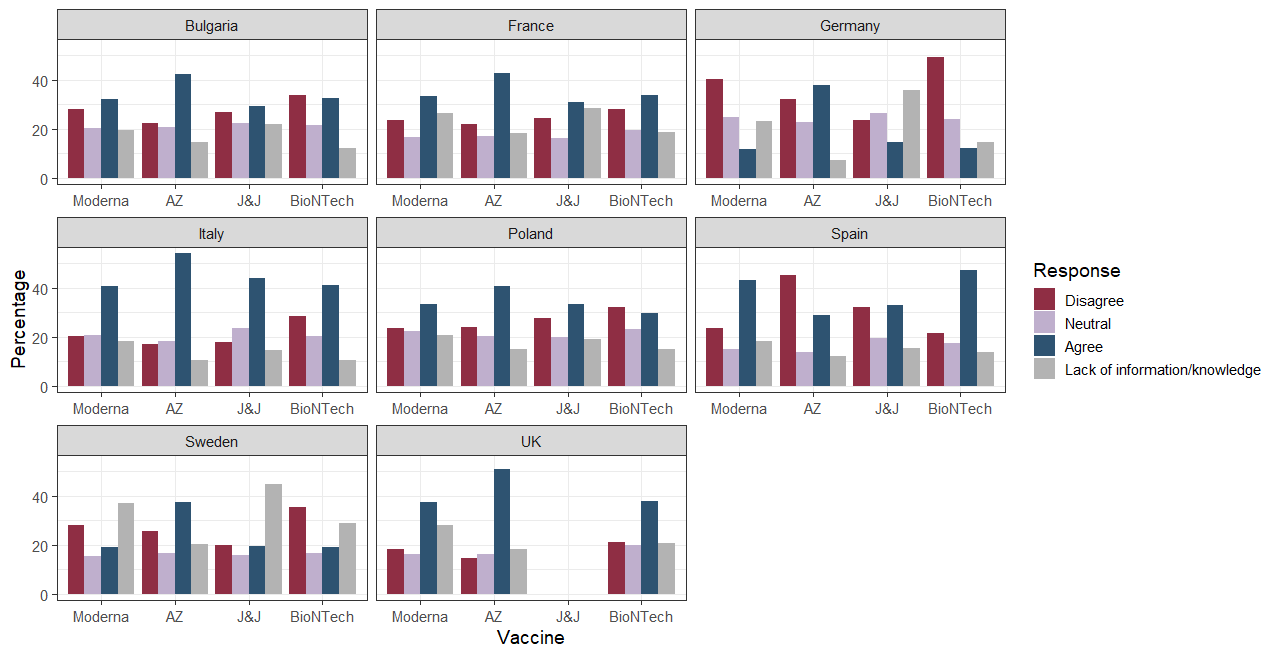 Bulgaria
France
Germany
40
20
0
Moderna AZ J&J BioNTech
Moderna AZ J&J BioNTech
Moderna AZ J&J BioNTech
Italy
Poland
Spain
40
20
0
Moderna AZ J&J BioNTech
Moderna AZ J&J BioNTech
Moderna AZ J&J BioNTech
Sweden
UK
40
20
0
Moderna AZ J&J BioNTech
Moderna AZ J&J BioNTech
Percentage
Vaccine
Response
Disagree
Neutral
Agree
Lack of information/knowledge